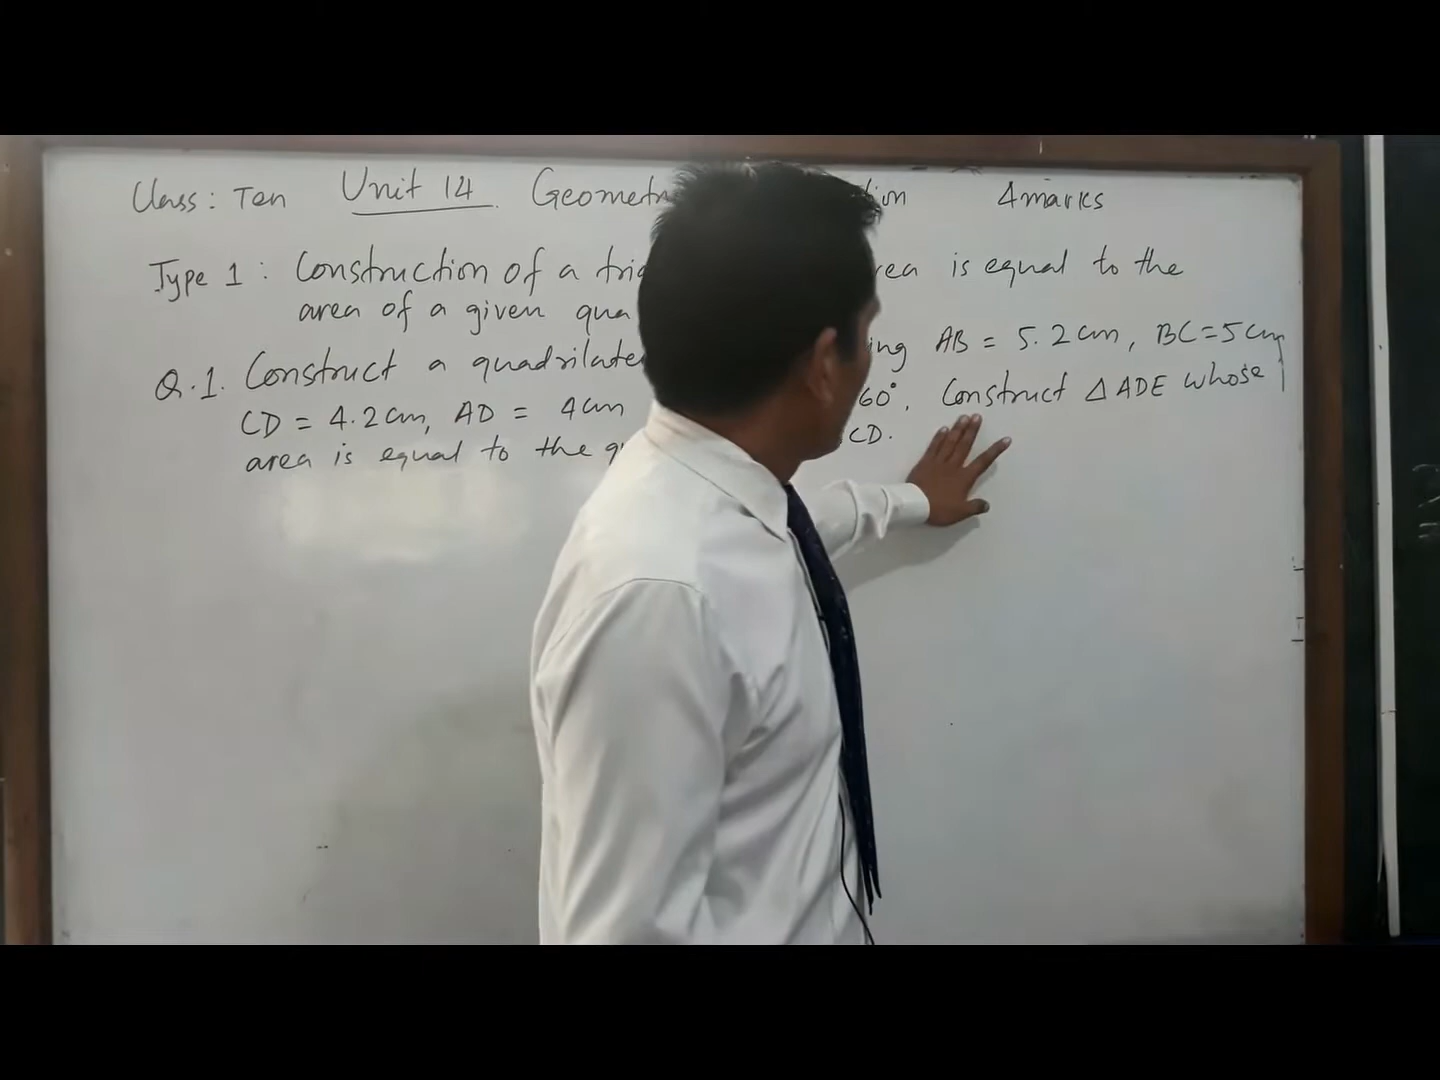 Class: Ten Unit 14 Geometr ion 4marks
Type 1: Construction of a tri rea is equal to the
area of a given qua
Q.1. Construct a quadrilate ing AB = 5.2cm, BC=5cm
CD = 4.2cm, AD = 4cm 60°. Construct △ADE whose
area is equal to the q CD.